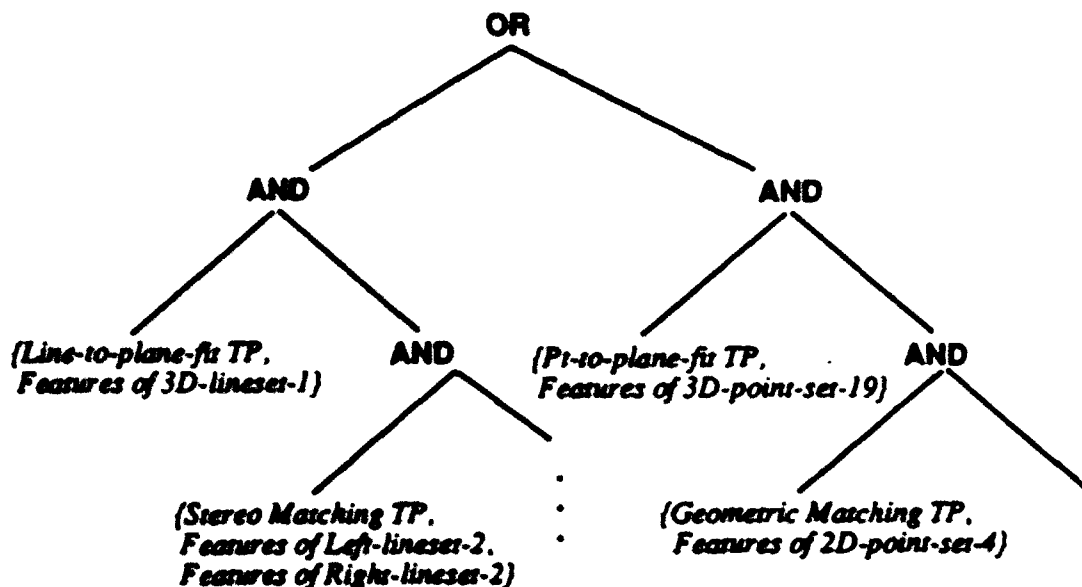 OR
AND
AND
{Line-to-plane-fit TP,
Features of 3D-lineset-1}
AND
{Pt-to-plane-fit TP,
Features of 3D-point-set-19}
AND
{Stereo Matching TP,
Features of Left-lineset-2,
Features of Right-lineset-2}
{Geometric Matching TP,
Features of 2D-point-set-4}